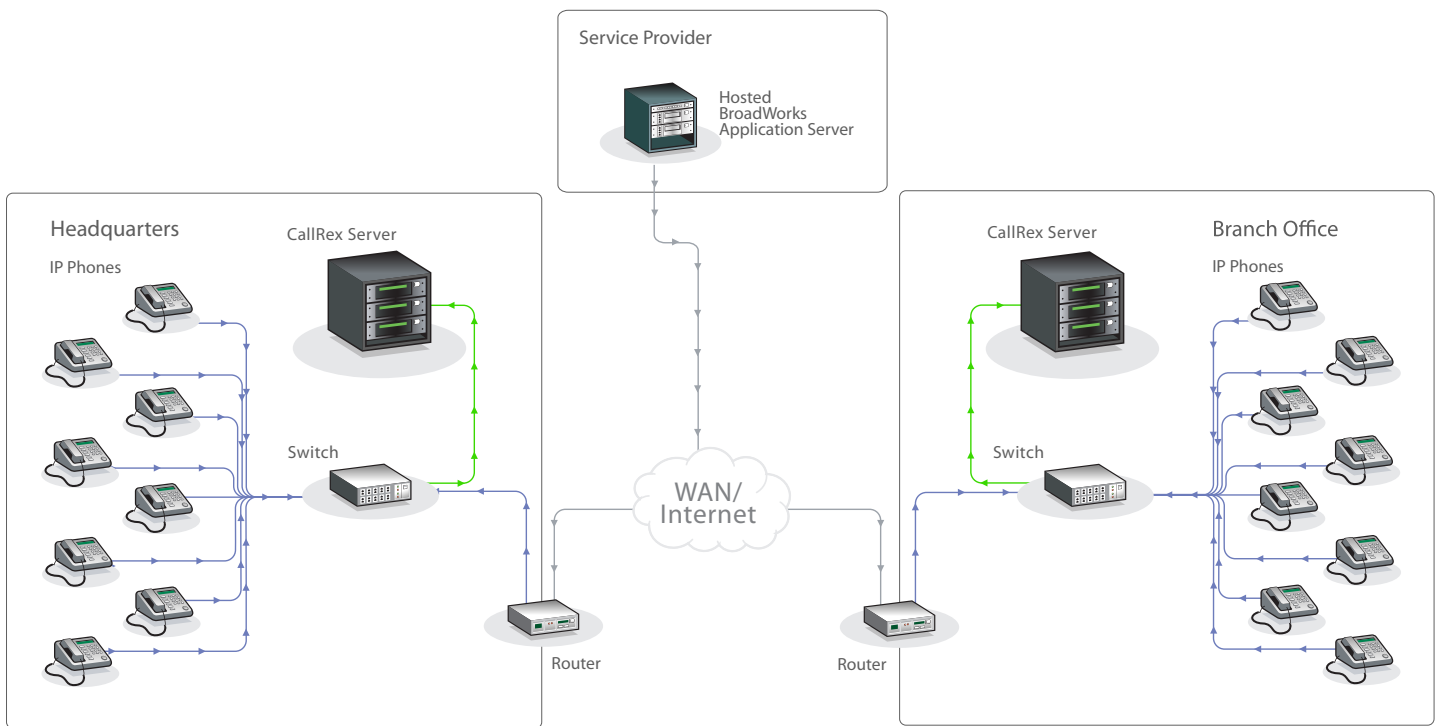 Service Provider
Hosted
BroadWorks
Application Server
Headquarters
IP Phones
CallRex Server
Switch
WAN/
Internet
Router
CallRex Server
Branch Office
IP Phones
Switch
Router